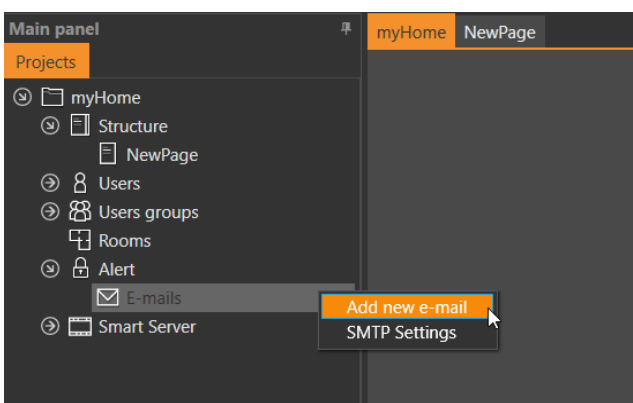 Main panel
myHome NewPage
Projects
myHome
Structure
NewPage
Users
Users groups
Rooms
Alert
E-mails
Add new e-mail
SMTP Settings
Smart Server